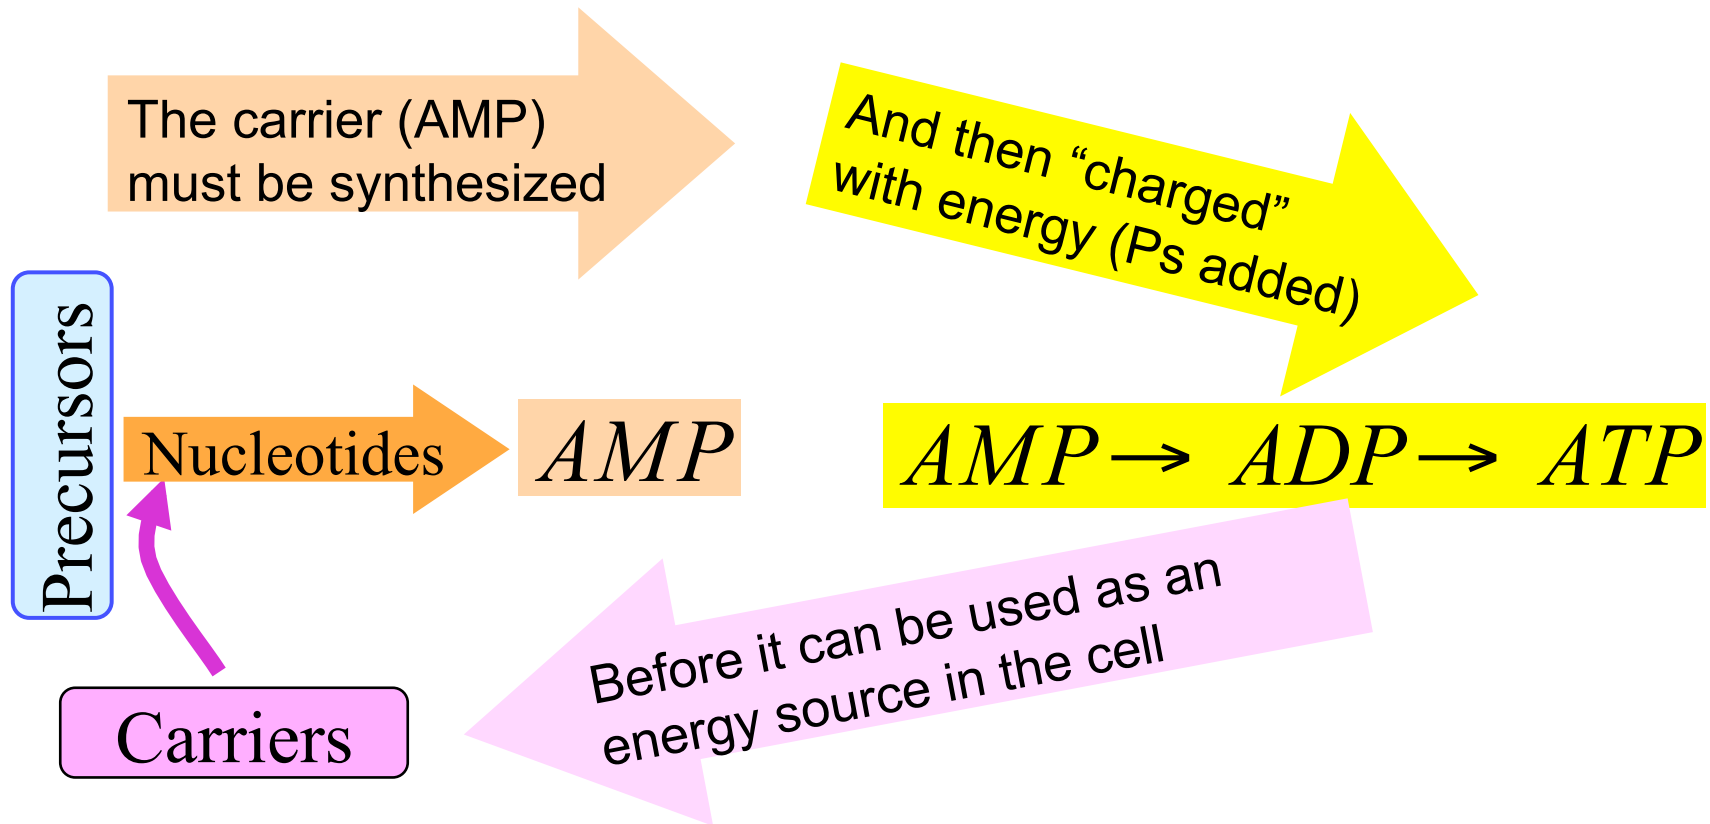 The carrier (AMP)
must be synthesized
And then “charged”
with energy (Ps added)
Precursors
Nucleotides
AMP
AMP → ADP → ATP
Before it can be used as an
energy source in the cell
Carriers